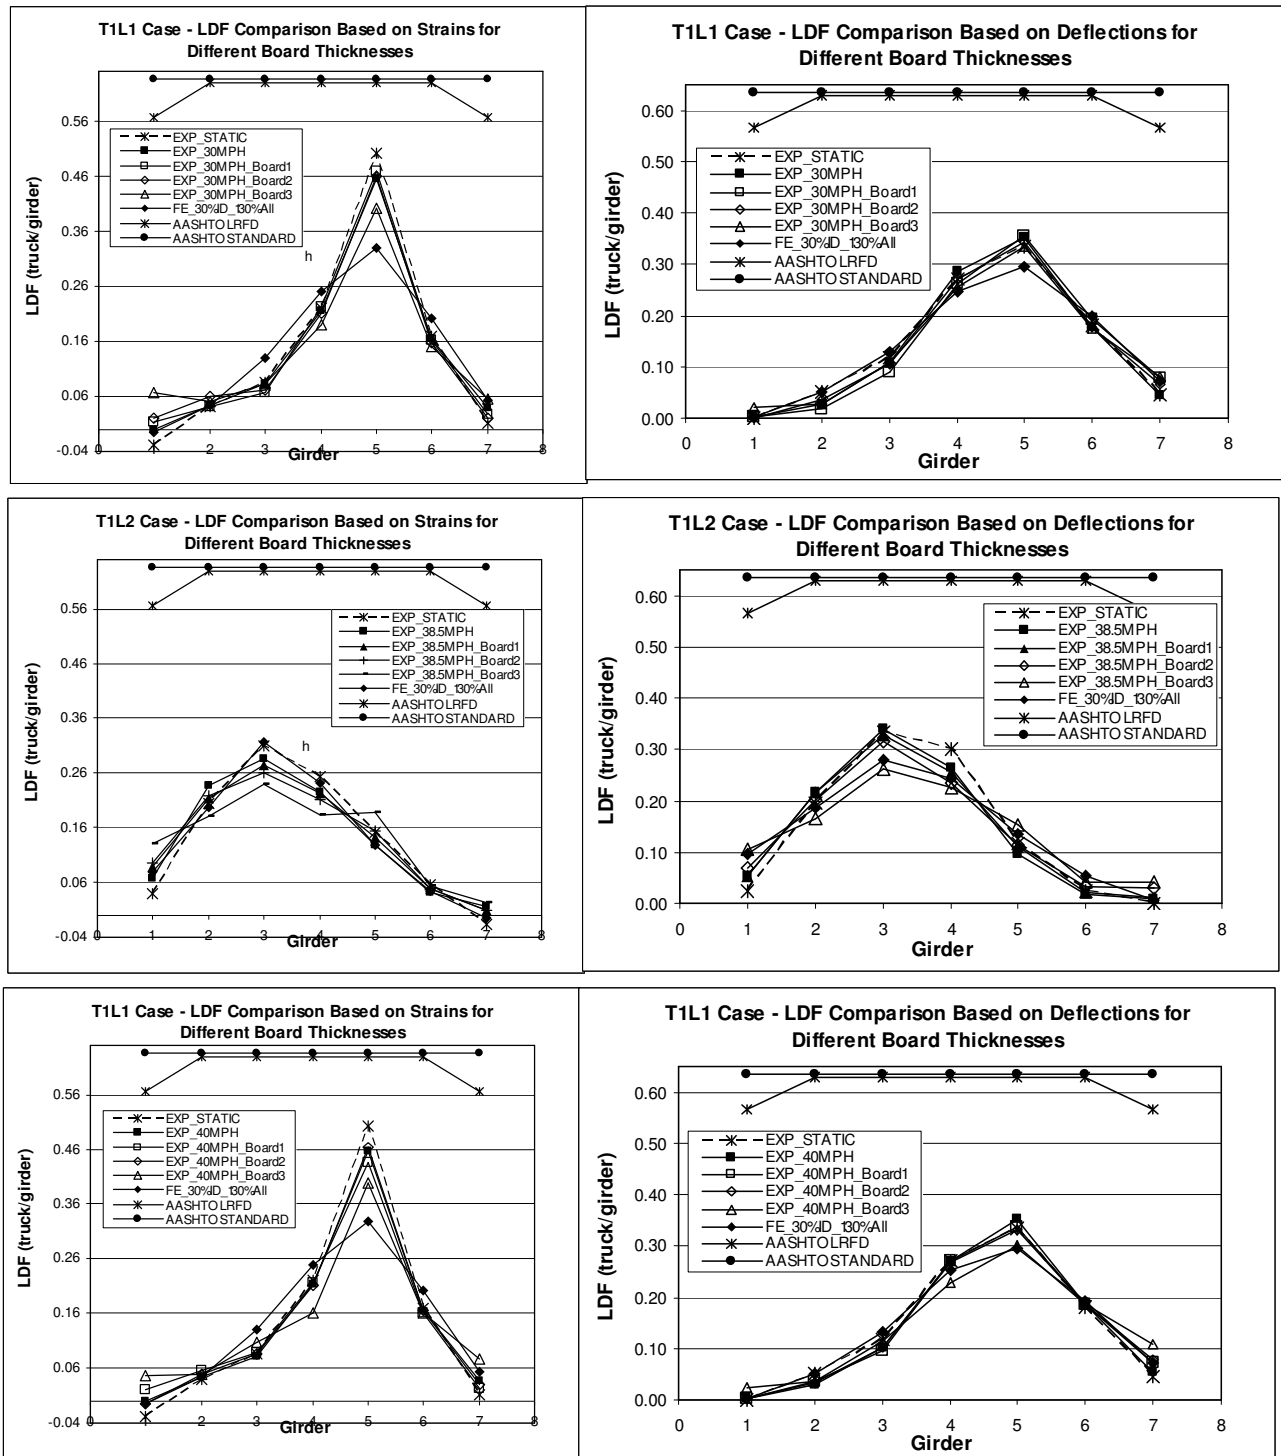 T1L1 Case - LDF Comparison Based on Strains for
Different Board Thicknesses
LDF (truck/girder)
0.56
0.46
0.36
0.26
0.16
0.06
-0.04
EXP_STATIC
EXP_30MPH
EXP_30MPH_Board1
EXP_30MPH_Board2
EXP_30MPH_Board3
FE_30%ID_130%All
AASHTO LRFD
AASHTO STANDARD
h
0 1 2 3 4 5 6 7 8
Girder
T1L1 Case - LDF Comparison Based on Deflections for
Different Board Thicknesses
LDF (truck/girder)
0.60
0.50
0.40
0.30
0.20
0.10
0.00
EXP_STATIC
EXP_30MPH
EXP_30MPH_Board1
EXP_30MPH_Board2
EXP_30MPH_Board3
FE_30%ID_130%All
AASHTO LRFD
AASHTO STANDARD
0 1 2 3 4 5 6 7 8
Girder
T1L2 Case - LDF Comparison Based on Strains for
Different Board Thicknesses
LDF (truck/girder)
0.56
0.46
0.36
0.26
0.16
0.06
-0.04
EXP_STATIC
EXP_38.5MPH
EXP_38.5MPH_Board1
EXP_38.5MPH_Board2
EXP_38.5MPH_Board3
FE_30%ID_130%All
AASHTO LRFD
AASHTO STANDARD
h
0 1 2 3 4 5 6 7 8
Girder
T1L2 Case - LDF Comparison Based on Deflections for
Different Board Thicknesses
LDF (truck/girder)
0.60
0.50
0.40
0.30
0.20
0.10
0.00
EXP_STATIC
EXP_38.5MPH
EXP_38.5MPH_Board1
EXP_38.5MPH_Board2
EXP_38.5MPH_Board3
FE_30%ID_130%All
AASHTO LRFD
AASHTO STANDARD
0 1 2 3 4 5 6 7 8
Girder
T1L1 Case - LDF Comparison Based on Strains for
Different Board Thicknesses
LDF (truck/girder)
0.56
0.46
0.36
0.26
0.16
0.06
-0.04
EXP_STATIC
EXP_40MPH
EXP_40MPH_Board1
EXP_40MPH_Board2
EXP_40MPH_Board3
FE_30%ID_130%All
AASHTO LRFD
AASHTO STANDARD
0 1 2 3 4 5 6 7 8
Girder
T1L1 Case - LDF Comparison Based on Deflections for
Different Board Thicknesses
LDF (truck/girder)
0.60
0.50
0.40
0.30
0.20
0.10
0.00
EXP_STATIC
EXP_40MPH
EXP_40MPH_Board1
EXP_40MPH_Board2
EXP_40MPH_Board3
FE_30%ID_130%All
AASHTO LRFD
AASHTO STANDARD
0 1 2 3 4 5 6 7 8
Girder